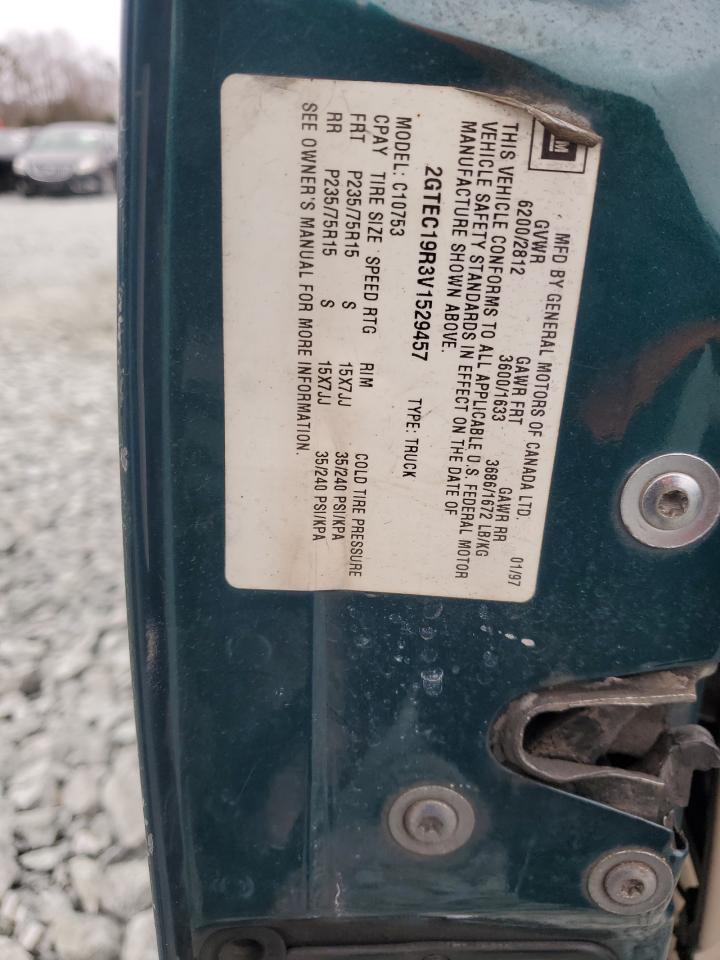 GM
MFD BY GENERAL MOTORS OF CANADA LTD.
01/97
GVWR GAWR FRT GAWR RR
6200/2812 3600/1633 3686/1672 LB/KG
THIS VEHICLE CONFORMS TO ALL APPLICABLE U.S. FEDERAL MOTOR
VEHICLE SAFETY STANDARDS IN EFFECT ON THE DATE OF
MANUFACTURE SHOWN ABOVE.
2GTEC19R3V1529457 TYPE: TRUCK
MODEL: C10753
CPAY TIRE SIZE SPEED RTG RIM COLD TIRE PRESSURE
FRT P235/75R15 S 15X7JJ 35/240 PSI/KPA
RR P235/75R15 S 15X7JJ 35/240 PSI/KPA
SEE OWNER'S MANUAL FOR MORE INFORMATION.